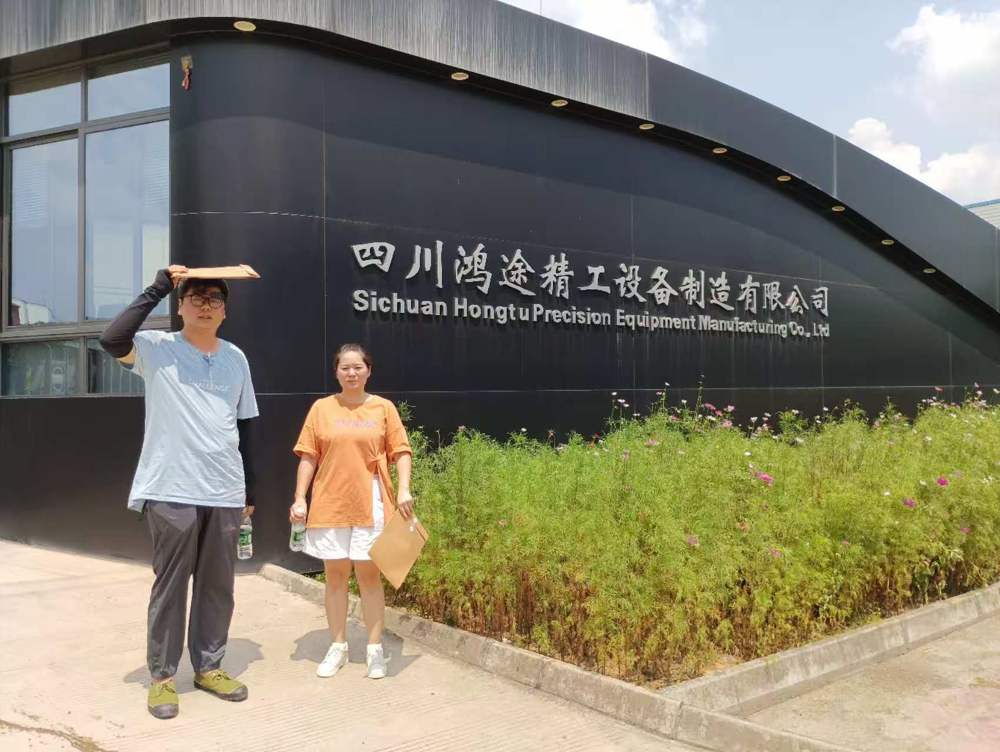 四川鸿途精工设备制造有限公司
Sichuan Hongtu Precision Equipment Manufacturing Co., Ltd
CHALLENGE